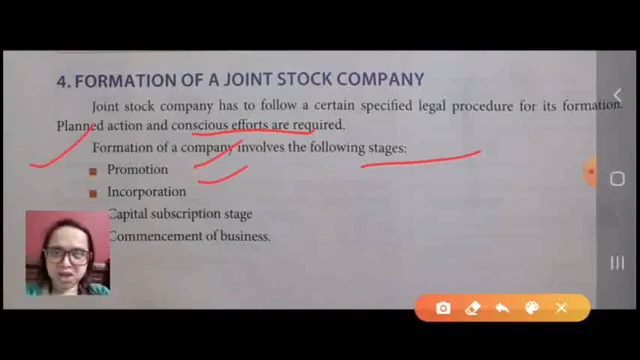 4. FORMATION OF A JOINT STOCK COMPANY
Joint stock company has to follow a certain specified legal procedure for its formation.
Planned action and conscious efforts are required.
Formation of a company involves the following stages:
Promotion
Incorporation
Capital subscription stage
Commencement of business.